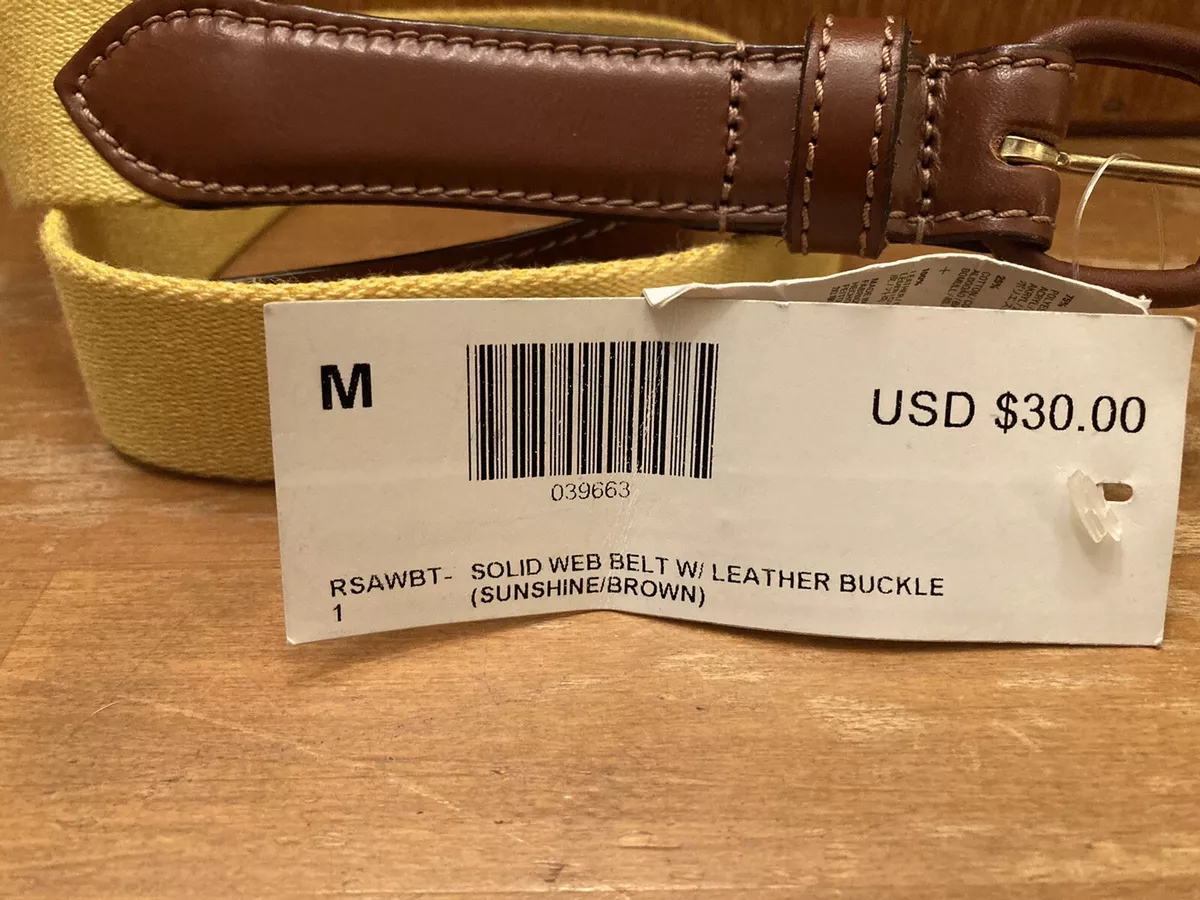 M
USD $30.00
039663
RSAWBT- SOLID WEB BELT W/ LEATHER BUCKLE
1 (SUNSHINE/BROWN)